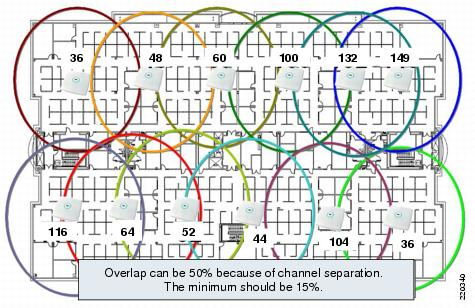 36 48 60 100 132 149
116 64 52 44 104 36
Overlap can be 50% because of channel separation.
The minimum should be 15%.
220340